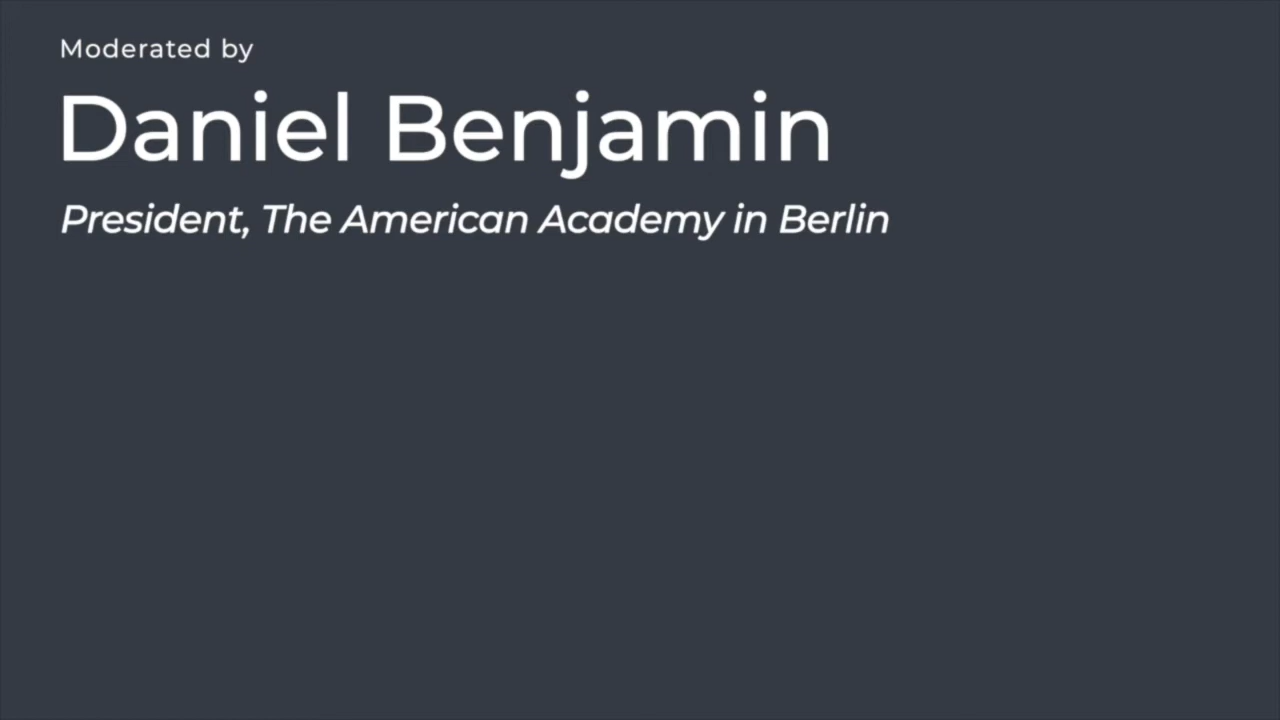 Moderated by
Daniel Benjamin
President, The American Academy in Berlin